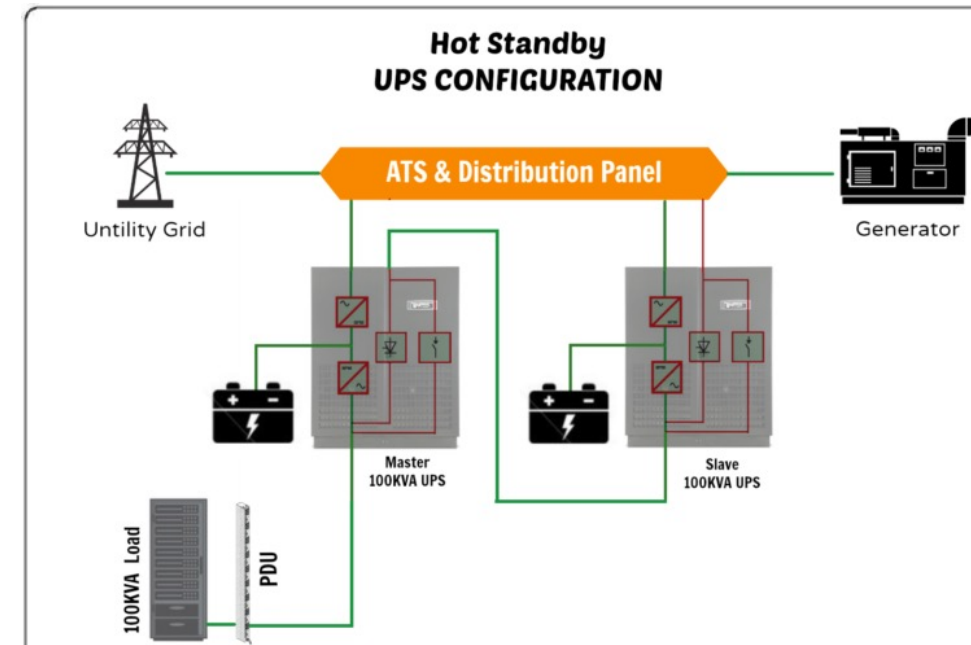 Hot Standby
UPS CONFIGURATION
ATS & Distribution Panel
Untility Grid
Generator
Master
100KVA UPS
Slave
100KVA UPS
100KVA Load
PDU